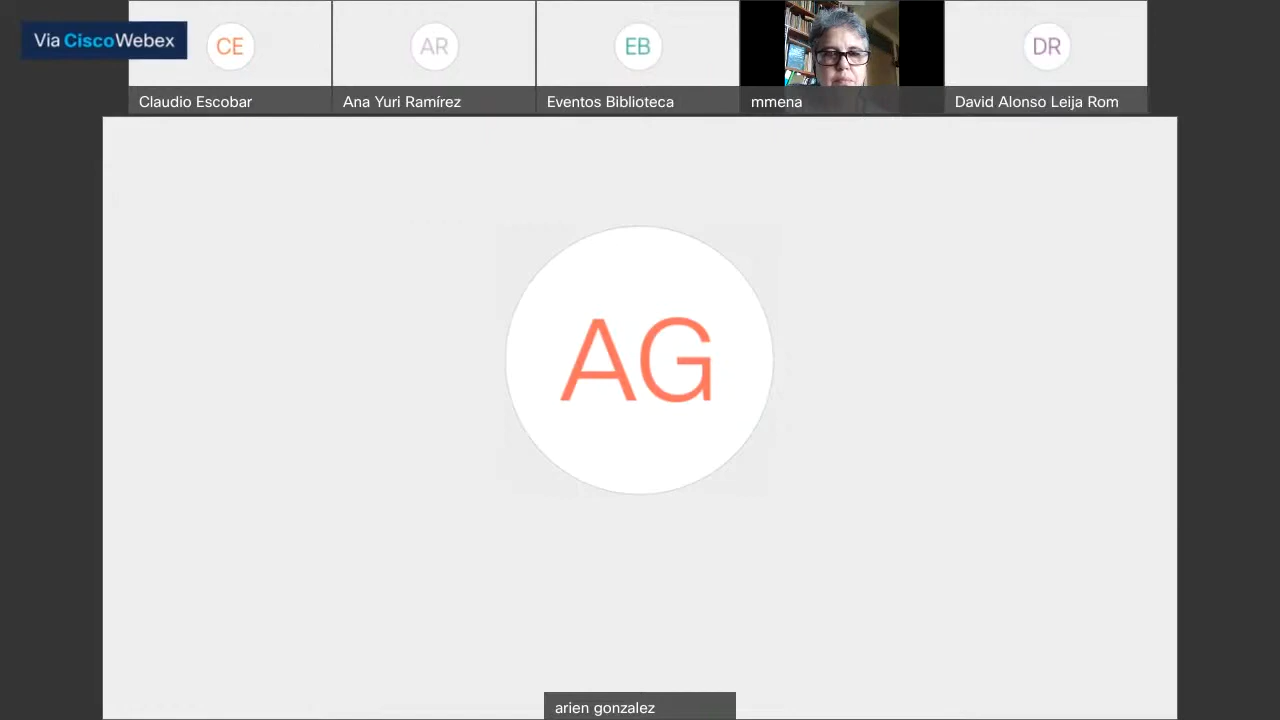 Via CiscoWebex
CE
AR
EB
DR
Claudio Escobar
Ana Yuri Ramírez
Eventos Biblioteca
mmena
David Alonso Leija Rom
AG
arien gonzalez